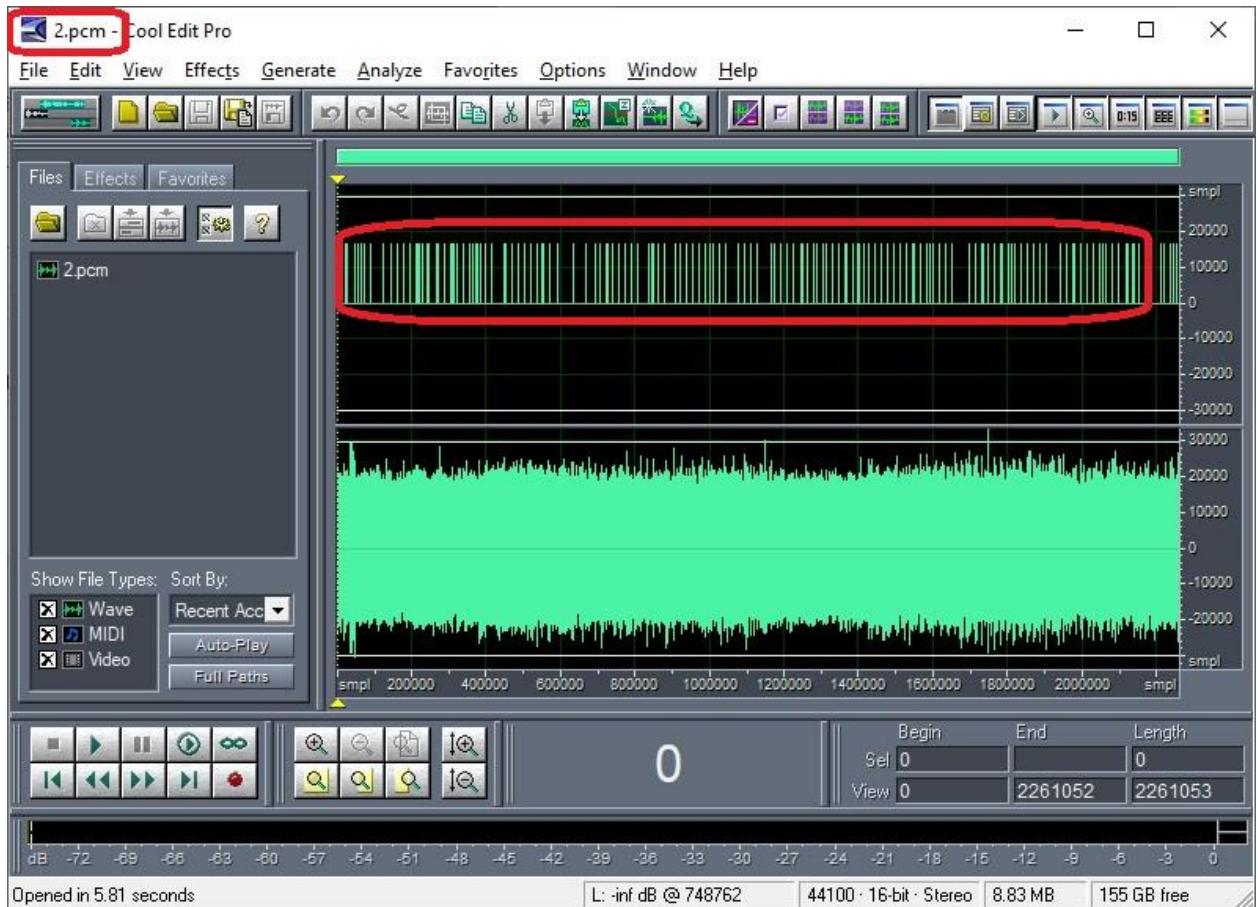 2.pcm - Cool Edit Pro
File Edit View Effects Generate Analyze Favorites Options Window Help
0:15
Files Effects Favorites
2.pcm
Show File Types: Sort By:
Wave Recent Acc
MIDI Auto-Play
Video Full Paths
smpl
20000
10000
0
-10000
-20000
-30000
30000
20000
10000
0
-10000
-20000
smpl
smpl 200000 400000 600000 800000 1000000 1200000 1400000 1600000 1800000 2000000 smpl
0
Begin End Length
Sel 0 0
View 0 2261052 2261053
dB -72 -69 -66 -63 -60 -57 -54 -51 -48 -45 -42 -39 -36 -33 -30 -27 -24 -21 -18 -15 -12 -9 -6 -3 0
Opened in 5.81 seconds L: -inf dB @ 748762 44100 · 16-bit · Stereo 8.83 MB 155 GB free